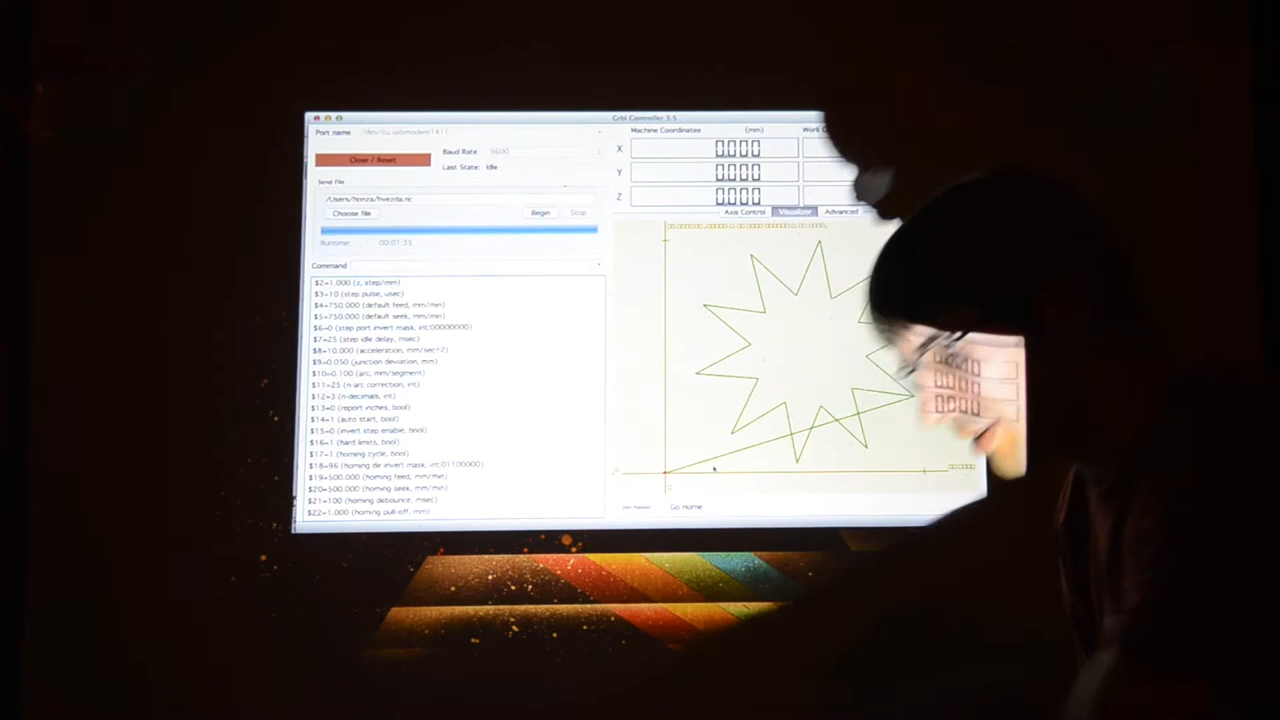 Grbl Controller 3.5
Port name /dev/cu.usbmodem1411
Close / Reset
Baud Rate 9600
Last State: Idle
Send file
/Users/honza/hvezda.nc
Choose file
Begin Stop
Runtime: 00:01:35
Command
$2=1.000 (z, step/mm)
$3=10 (step pulse, usec)
$4=750.000 (default feed, mm/min)
$5=750.000 (default seek, mm/min)
$6=0 (step port invert mask, int:00000000)
$7=25 (step idle delay, msec)
$8=10.000 (acceleration, mm/sec^2)
$9=0.050 (junction deviation, mm)
$10=0.100 (arc, mm/segment)
$11=25 (n-arc correction, int)
$12=3 (n-decimals, int)
$13=0 (report inches, bool)
$14=1 (auto start, bool)
$15=0 (invert step enable, bool)
$16=1 (hard limits, bool)
$17=1 (homing cycle, bool)
$18=96 (homing dir invert mask, int:01100000)
$19=500.000 (homing feed, mm/min)
$20=500.000 (homing seek, mm/min)
$21=100 (homing debounce, msec)
$22=1.000 (homing pull-off, mm)
Machine Coordinates (mm) Work
X 0.000
Y 0.000
Z 0.000
Axis Control Visualizer Advanced
Go Home
0.000
0.000
0.000